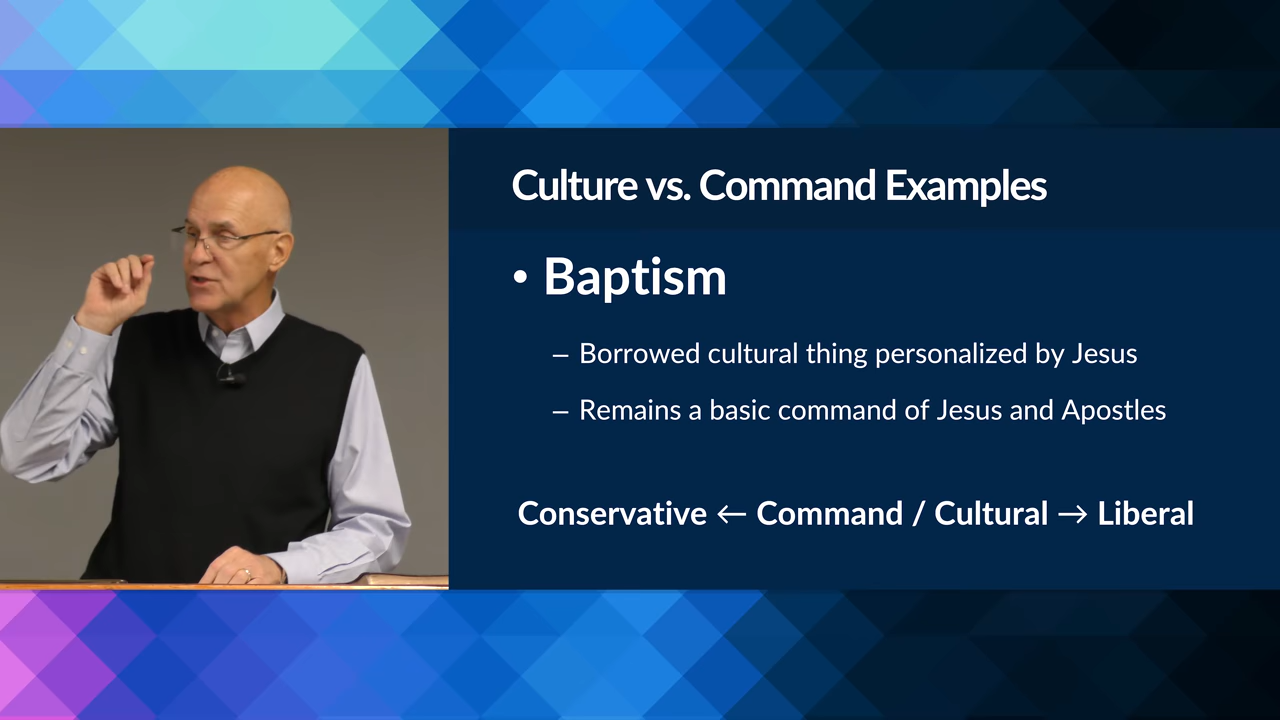 Culture vs. Command Examples
• Baptism
– Borrowed cultural thing personalized by Jesus
– Remains a basic command of Jesus and Apostles
Conservative ← Command / Cultural → Liberal